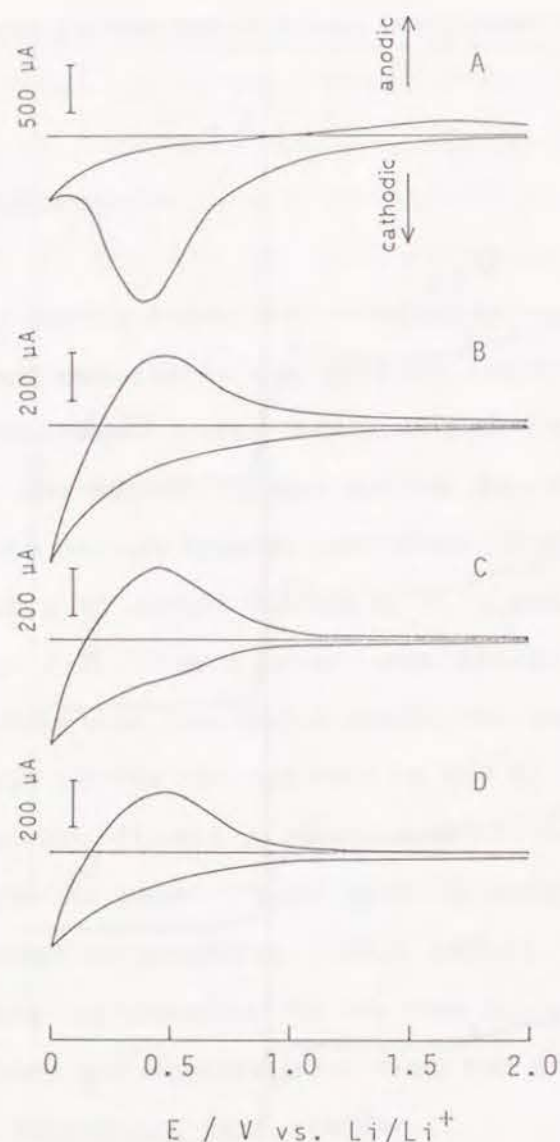 anodic
A
500 μA
cathodic
B
200 μA
C
200 μA
D
200 μA
0 0.5 1.0 1.5 2.0
E / V vs. Li/Li⁺